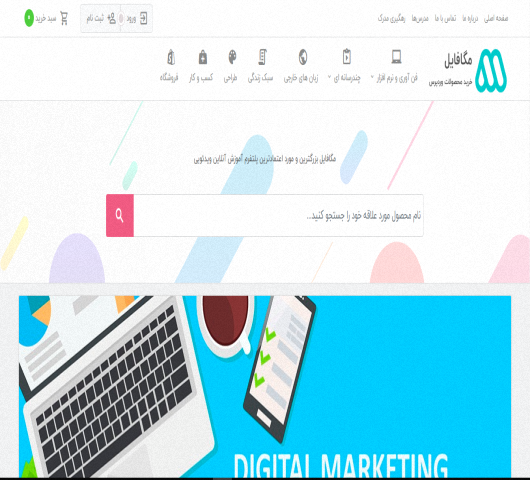 صفحه اصلی درباره ما تماس با ما مدرس‌ها رهگیری مدرک
ورود ثبت نام سبد خرید ۰
مگافایل
خرید محصولات وردپرس
فن آوری و نرم افزار چندرسانه ای زبان های خارجی سبک زندگی طراحی کسب و کار فروشگاه
مگافایل بزرگترین و مورد اعتمادترین پلتفرم آموزش آنلاین ویدئویی
نام محصول مورد علاقه خود را جستجو کنید...
DIGITAL MARKETING